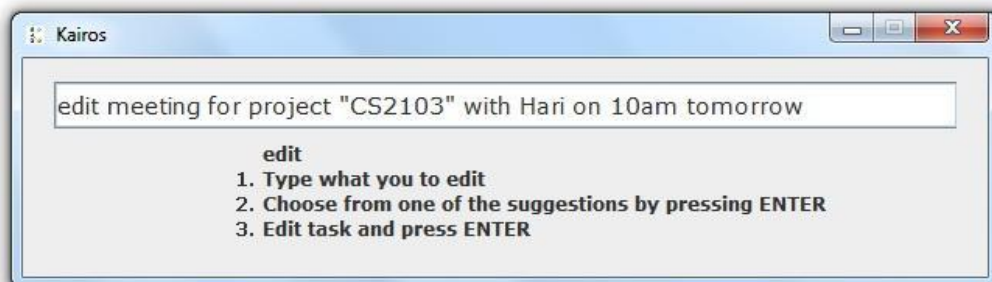 Kairos
edit meeting for project "CS2103" with Hari on 10am tomorrow
edit
1. Type what you to edit
2. Choose from one of the suggestions by pressing ENTER
3. Edit task and press ENTER